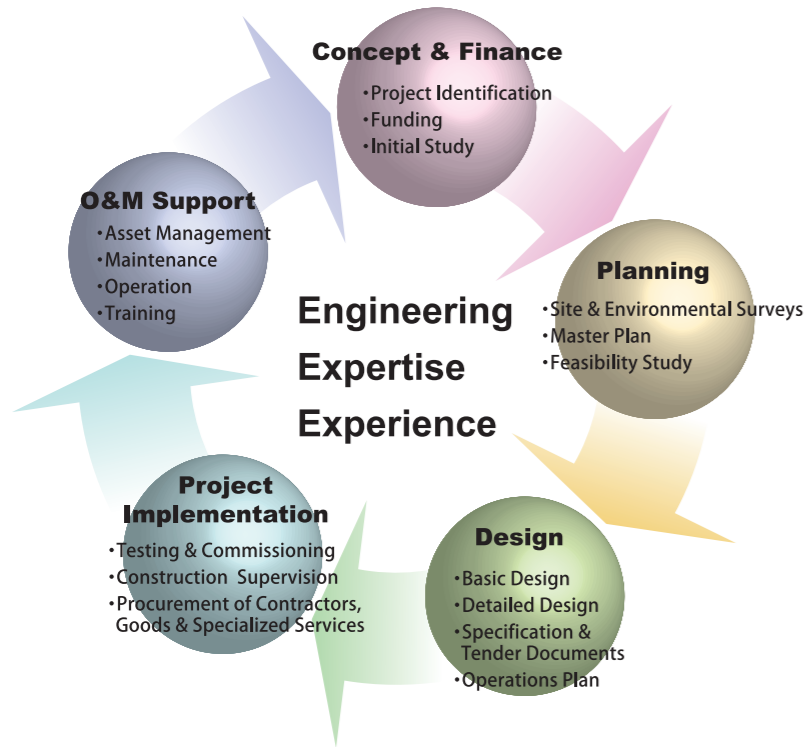 Concept & Finance
・Project Identification
・Funding
・Initial Study
Planning
・Site & Environmental Surveys
・Master Plan
・Feasibility Study
Design
・Basic Design
・Detailed Design
・Specification &
Tender Documents
・Operations Plan
Project
Implementation
・Testing & Commissioning
・Construction Supervision
・Procurement of Contractors,
Goods & Specialized Services
O&M Support
・Asset Management
・Maintenance
・Operation
・Training
Engineering
Expertise
Experience